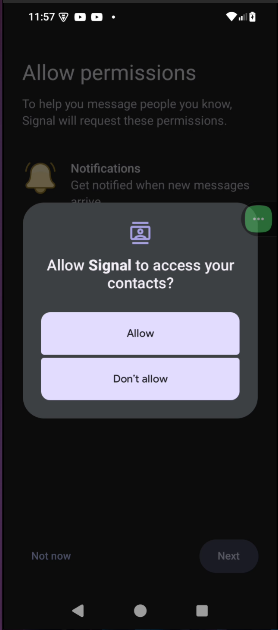 11:57
Allow permissions
To help you message people you know,
Signal will request these permissions.
Notifications
Get notified when new messages
arrive
Allow Signal to access your
contacts?
Allow
Don't allow
Not now
Next